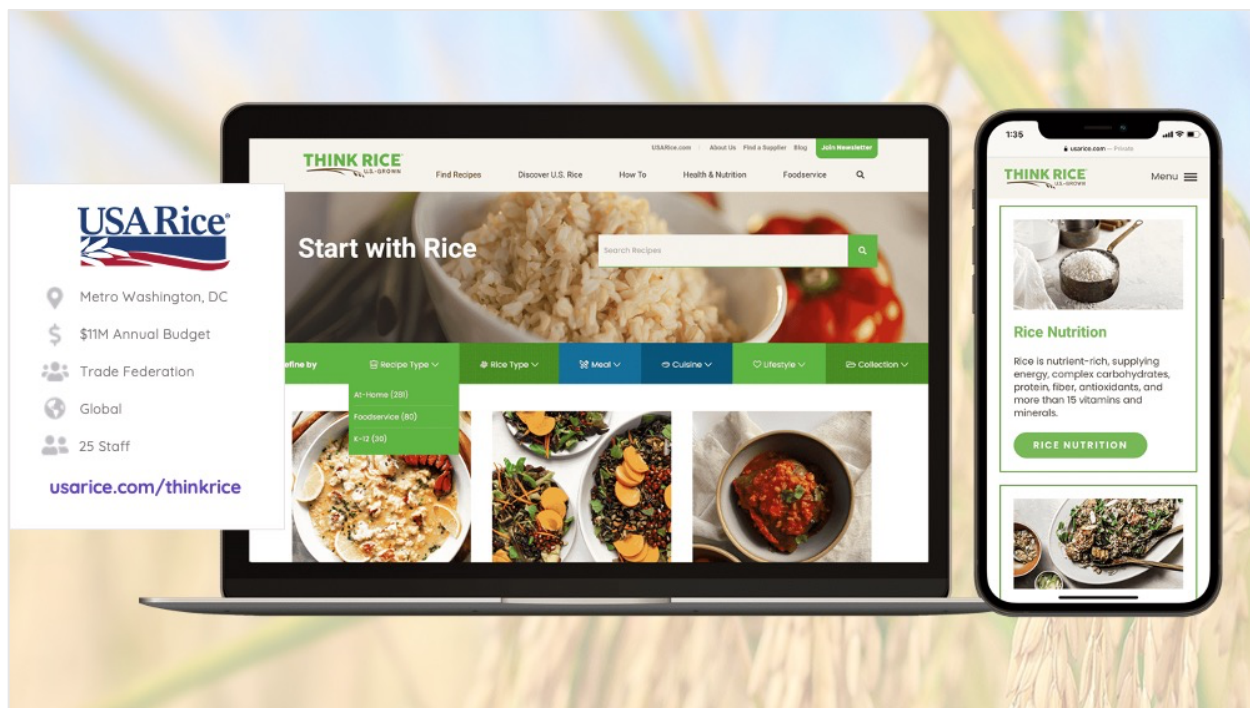 USA Rice®
Metro Washington, DC
$11M Annual Budget
Trade Federation
Global
25 Staff
usarice.com/thinkrice
USARice.com / About Us Find a Supplier Blog Join Newsletter
THINK RICE
U.S.-GROWN
Find Recipes Discover U.S. Rice How To Health & Nutrition Foodservice
Start with Rice
Search Recipes
efine by Recipe Type Rice Type Meal Cuisine Lifestyle Collection
At-Home (291)
Foodservice (80)
K-12 (30)
1:35
usarice.com — Private
THINK RICE
U.S.-GROWN
Menu
Rice Nutrition
Rice is nutrient-rich, supplying
energy, complex carbohydrates,
protein, fiber, antioxidants, and
more than 15 vitamins and
minerals.
RICE NUTRITION